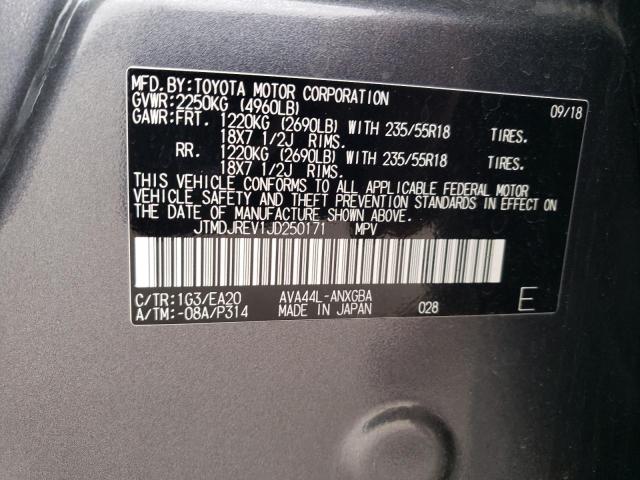 MFD.BY:TOYOTA MOTOR CORPORATION 09/18
GVWR:2250KG (4960LB)
GAWR:FRT. 1220KG (2690LB) WITH 235/55R18 TIRES.
18X7 1/2J RIMS.
RR. 1220KG (2690LB) WITH 235/55R18 TIRES.
18X7 1/2J RIMS.
THIS VEHICLE CONFORMS TO ALL APPLICABLE FEDERAL MOTOR
VEHICLE SAFETY AND THEFT PREVENTION STANDARDS IN EFFECT ON
THE DATE OF MANUFACTURE SHOWN ABOVE.
JTMDJREV1JD250171 MPV
C/TR:1G3/EA20 AVA44L-ANXGBA
A/TM:-08A/P314 MADE IN JAPAN 028 E